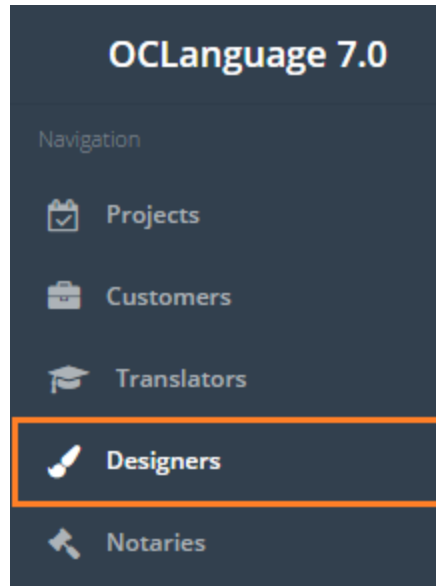 OCLanguage 7.0
Navigation
Projects
Customers
Translators
Designers
Notaries